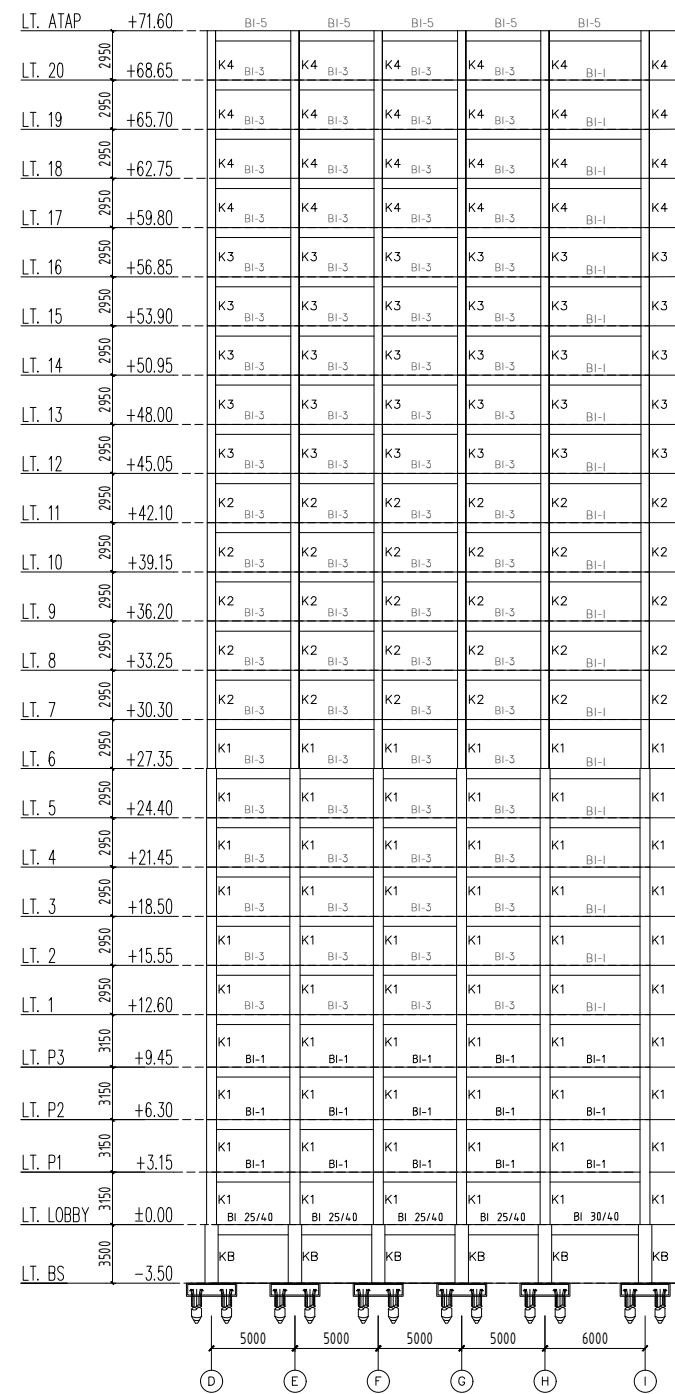 LT. ATAP +71.60 BI-5 BI-5 BI-5 BI-5 BI-5
2950 K4 BI-3 K4 BI-3 K4 BI-3 K4 BI-3 K4 BI-1 K4
LT. 20 +68.65
2950 K4 BI-3 K4 BI-3 K4 BI-3 K4 BI-3 K4 BI-1 K4
LT. 19 +65.70
2950 K4 BI-3 K4 BI-3 K4 BI-3 K4 BI-3 K4 BI-1 K4
LT. 18 +62.75
2950 K4 BI-3 K4 BI-3 K4 BI-3 K4 BI-3 K4 BI-1 K4
LT. 17 +59.80
2950 K3 BI-3 K3 BI-3 K3 BI-3 K3 BI-3 K3 BI-1 K3
LT. 16 +56.85
2950 K3 BI-3 K3 BI-3 K3 BI-3 K3 BI-3 K3 BI-1 K3
LT. 15 +53.90
2950 K3 BI-3 K3 BI-3 K3 BI-3 K3 BI-3 K3 BI-1 K3
LT. 14 +50.95
2950 K3 BI-3 K3 BI-3 K3 BI-3 K3 BI-3 K3 BI-1 K3
LT. 13 +48.00
2950 K3 BI-3 K3 BI-3 K3 BI-3 K3 BI-3 K3 BI-1 K3
LT. 12 +45.05
2950 K2 BI-3 K2 BI-3 K2 BI-3 K2 BI-3 K2 BI-1 K2
LT. 11 +42.10
2950 K2 BI-3 K2 BI-3 K2 BI-3 K2 BI-3 K2 BI-1 K2
LT. 10 +39.15
2950 K2 BI-3 K2 BI-3 K2 BI-3 K2 BI-3 K2 BI-1 K2
LT. 9 +36.20
2950 K2 BI-3 K2 BI-3 K2 BI-3 K2 BI-3 K2 BI-1 K2
LT. 8 +33.25
2950 K2 BI-3 K2 BI-3 K2 BI-3 K2 BI-3 K2 BI-1 K2
LT. 7 +30.30
2950 K1 BI-3 K1 BI-3 K1 BI-3 K1 BI-3 K1 BI-1 K1
LT. 6 +27.35
2950 K1 BI-3 K1 BI-3 K1 BI-3 K1 BI-3 K1 BI-1 K1
LT. 5 +24.40
2950 K1 BI-3 K1 BI-3 K1 BI-3 K1 BI-3 K1 BI-1 K1
LT. 4 +21.45
2950 K1 BI-3 K1 BI-3 K1 BI-3 K1 BI-3 K1 BI-1 K1
LT. 3 +18.50
2950 K1 BI-3 K1 BI-3 K1 BI-3 K1 BI-3 K1 BI-1 K1
LT. 2 +15.55
2950 K1 BI-3 K1 BI-3 K1 BI-3 K1 BI-3 K1 BI-1 K1
LT. 1 +12.60
3150 K1 BI-1 K1 BI-1 K1 BI-1 K1 BI-1 K1 BI-1 K1
LT. P3 +9.45
3150 K1 BI-1 K1 BI-1 K1 BI-1 K1 BI-1 K1 BI-1 K1
LT. P2 +6.30
3150 K1 BI-1 K1 BI-1 K1 BI-1 K1 BI-1 K1 BI-1 K1
LT. P1 +3.15
3150 K1 K1 K1 K1 K1 K1
LT. LOBBY ±0.00 BI 25/40 BI 25/40 BI 25/40 BI 25/40 BI 30/40
3500 KB KB KB KB KB KB
LT. BS -3.50
5000 5000 5000 5000 6000
D E F G H I